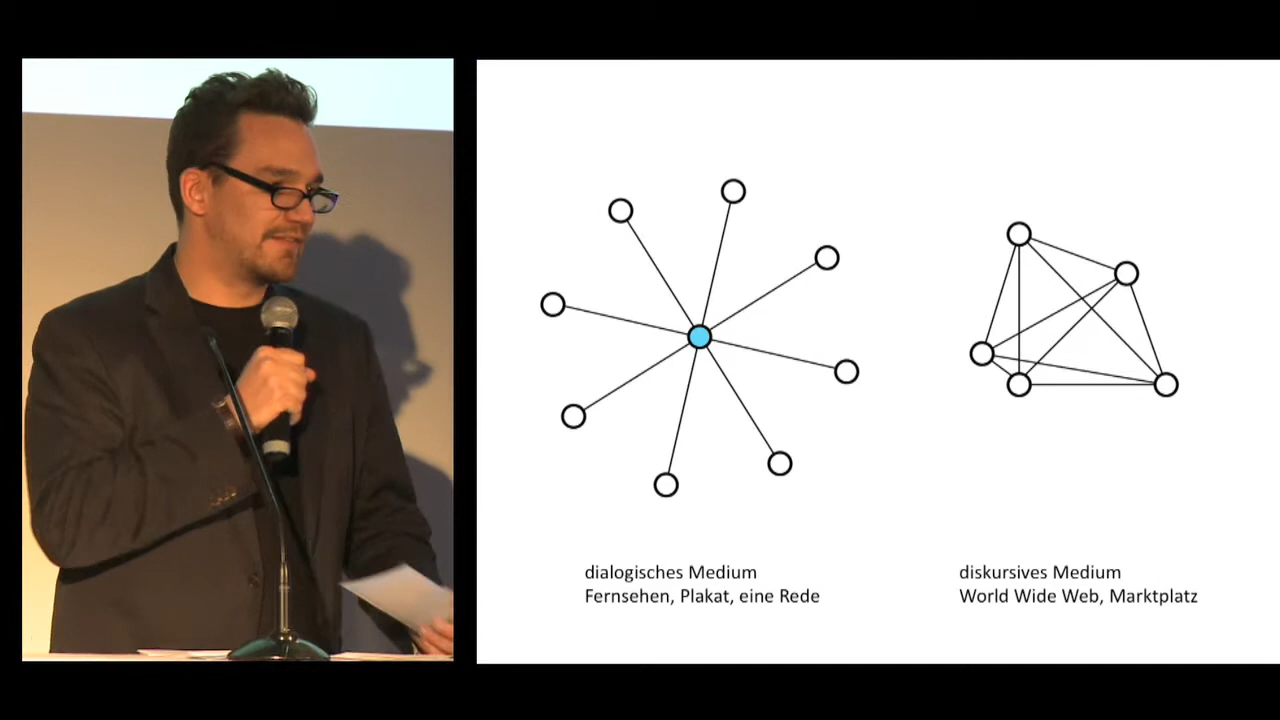 dialogisches Medium
Fernsehen, Plakat, eine Rede
diskursives Medium
World Wide Web, Marktplatz